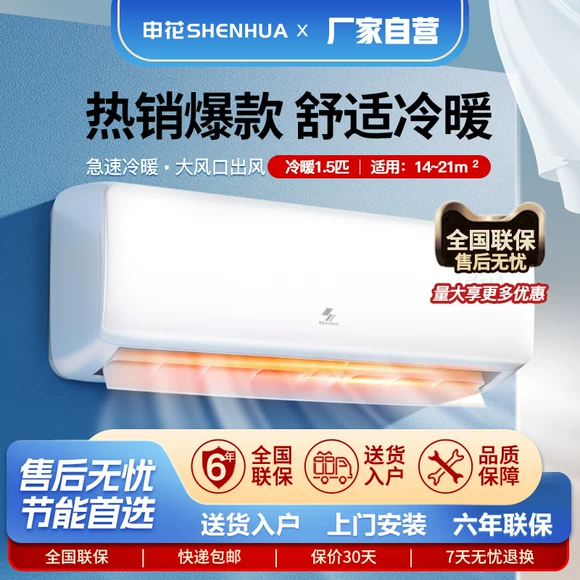 申花SHENHUA X 厂家自营
热销爆款 舒适冷暖
急速冷暖·大风口出风 冷暖1.5匹 | 适用：14~21m²
全国联保
售后无忧
量大享更多优惠
售后无忧
节能首选
6年 全国联保
送货入户
品质保障
送货入户 上门安装 六年联保
全国联保 快递包邮 保价30天 7天无忧退换